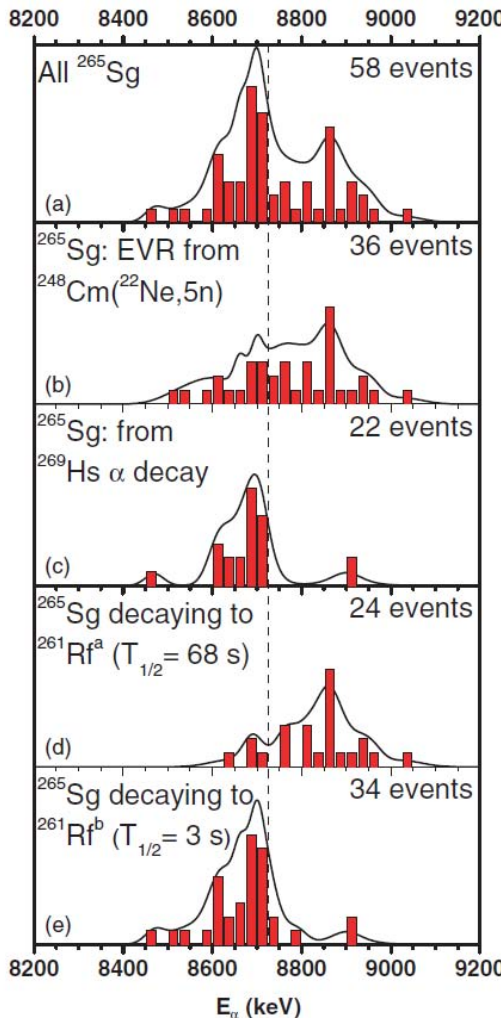 8200 8400 8600 8800 9000 9200
All ²⁶⁵Sg 58 events
(a)
²⁶⁵Sg: EVR from 36 events
²⁴⁸Cm(²²Ne,5n)
(b)
²⁶⁵Sg: from 22 events
²⁶⁹Hs α decay
(c)
²⁶⁵Sg decaying to 24 events
²⁶¹Rfᵃ (T₁/₂= 68 s)
(d)
²⁶⁵Sg decaying to 34 events
²⁶¹Rfᵇ (T₁/₂= 3 s)
(e)
8200 8400 8600 8800 9000 9200
Eα (keV)